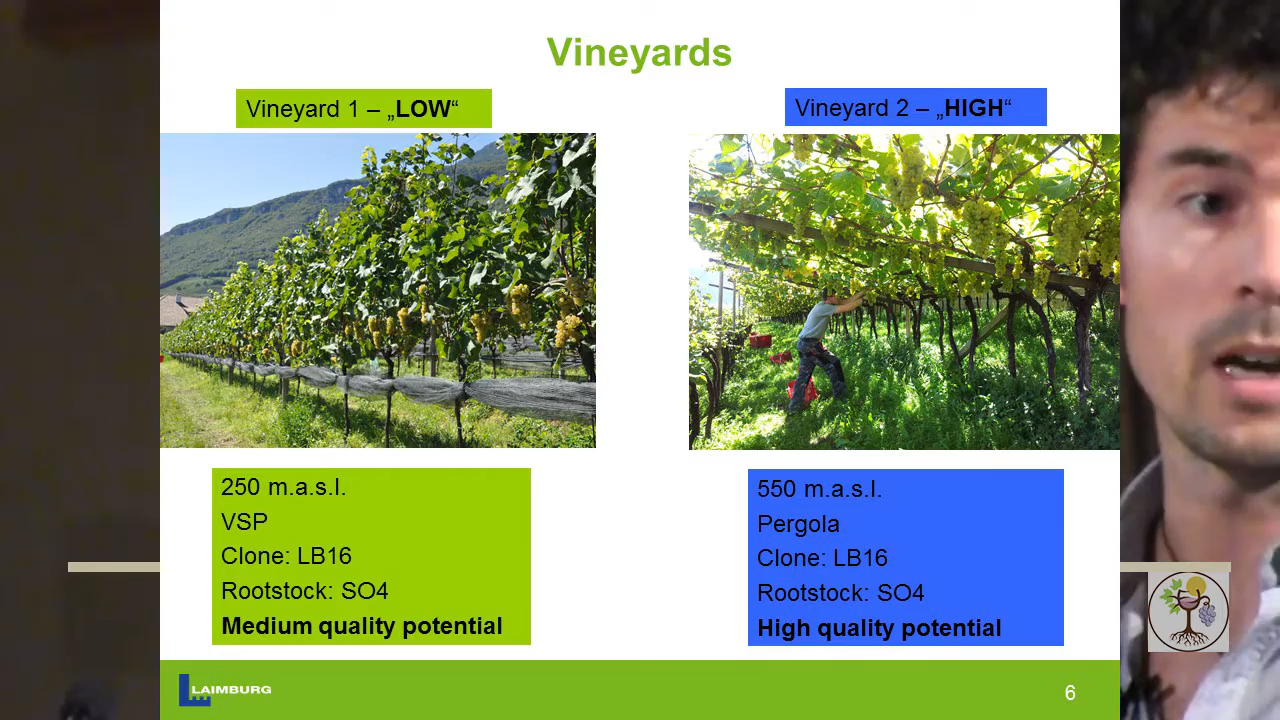 Vineyards
Vineyard 1 – „LOW“
Vineyard 2 – „HIGH“
250 m.a.s.l.
VSP
Clone: LB16
Rootstock: SO4
Medium quality potential
550 m.a.s.l.
Pergola
Clone: LB16
Rootstock: SO4
High quality potential
LAIMBURG
6